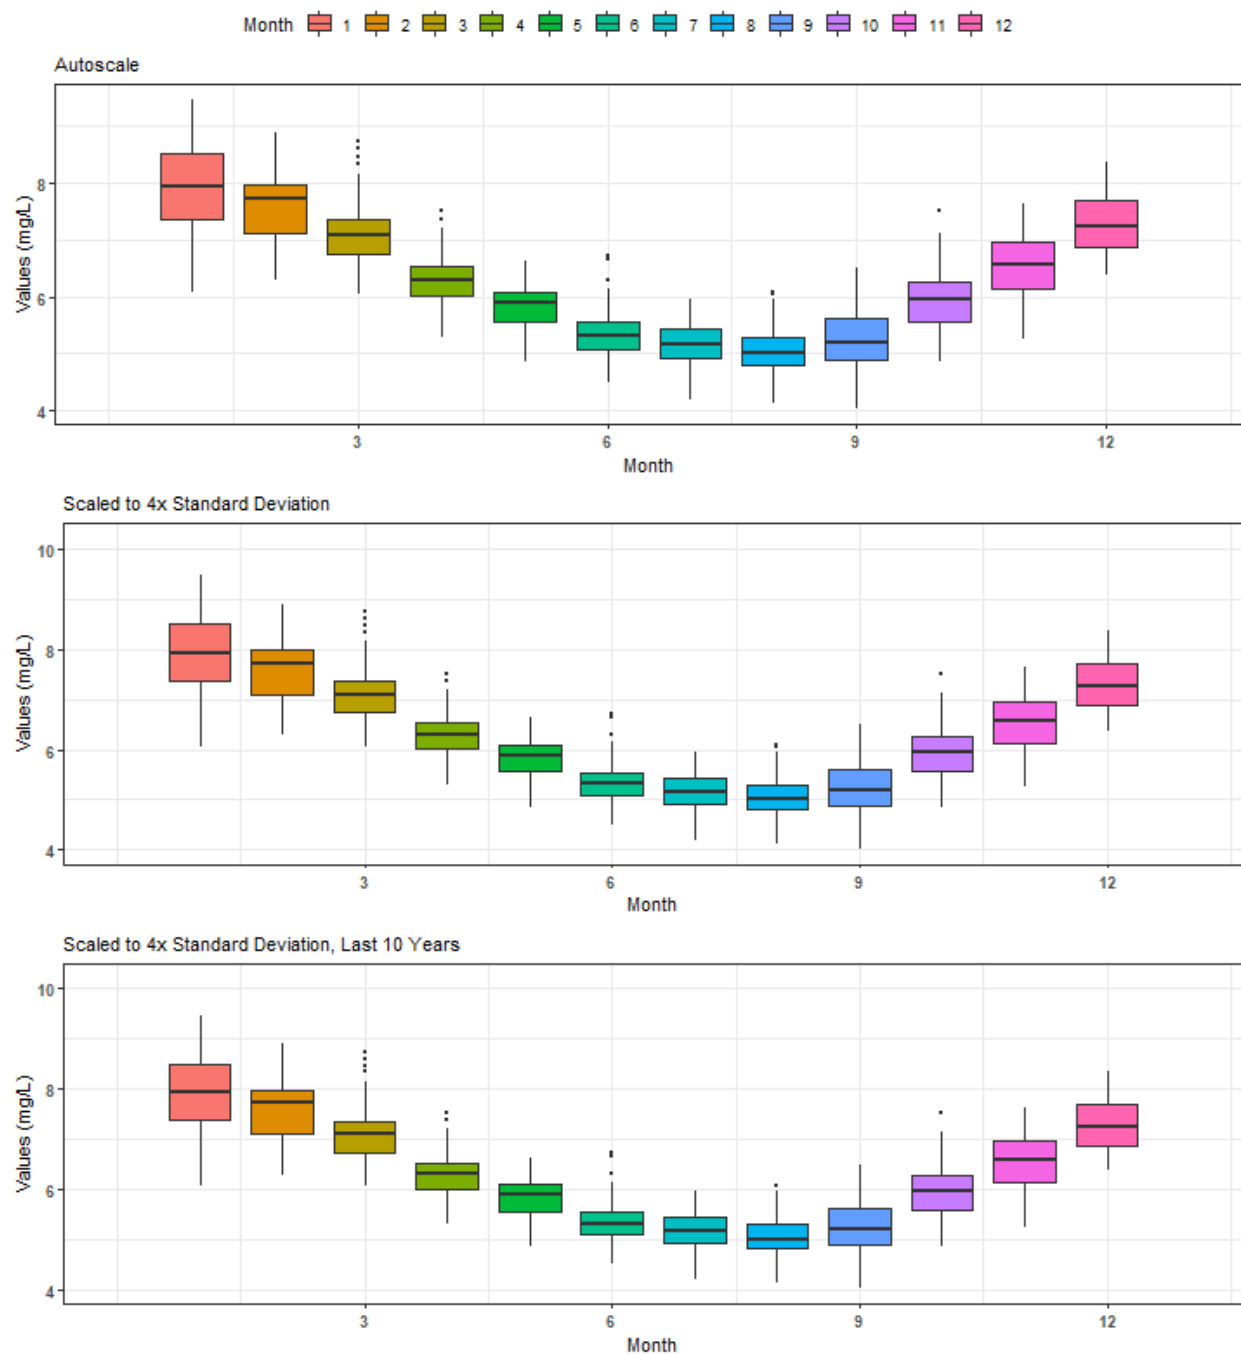 Month 1 2 3 4 5 6 7 8 9 10 11 12
Autoscale
Values (mg/L)
8
6
4
3 6 9 12
Month
Scaled to 4x Standard Deviation
Values (mg/L)
10
8
6
4
3 6 9 12
Month
Scaled to 4x Standard Deviation, Last 10 Years
Values (mg/L)
10
8
6
4
3 6 9 12
Month